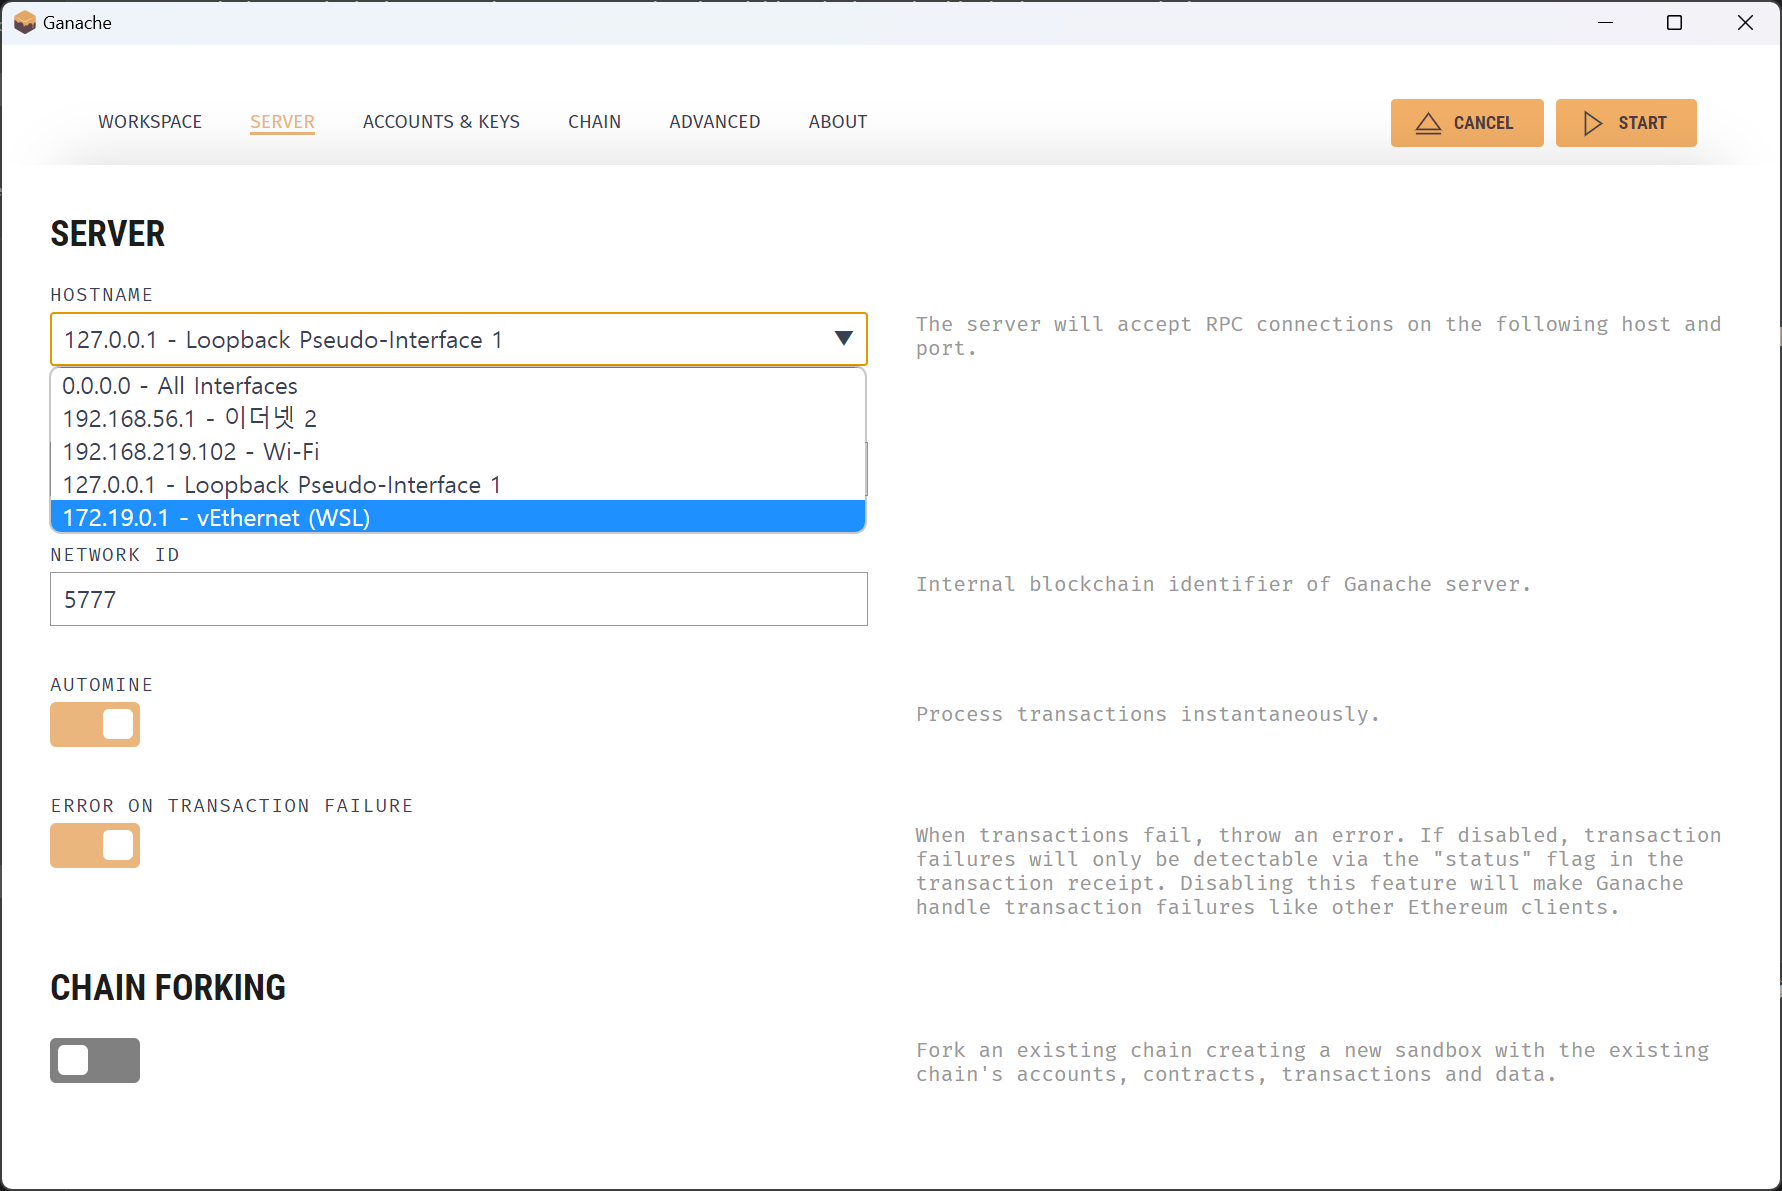 Ganache
WORKSPACE SERVER ACCOUNTS & KEYS CHAIN ADVANCED ABOUT CANCEL START
SERVER
HOSTNAME
127.0.0.1 - Loopback Pseudo-Interface 1
The server will accept RPC connections on the following host and
port.
0.0.0.0 - All Interfaces
192.168.56.1 - 이더넷 2
192.168.219.102 - Wi-Fi
127.0.0.1 - Loopback Pseudo-Interface 1
172.19.0.1 - vEthernet (WSL)
NETWORK ID
5777
Internal blockchain identifier of Ganache server.
AUTOMINE
Process transactions instantaneously.
ERROR ON TRANSACTION FAILURE
When transactions fail, throw an error. If disabled, transaction
failures will only be detectable via the "status" flag in the
transaction receipt. Disabling this feature will make Ganache
handle transaction failures like other Ethereum clients.
CHAIN FORKING
Fork an existing chain creating a new sandbox with the existing
chain's accounts, contracts, transactions and data.